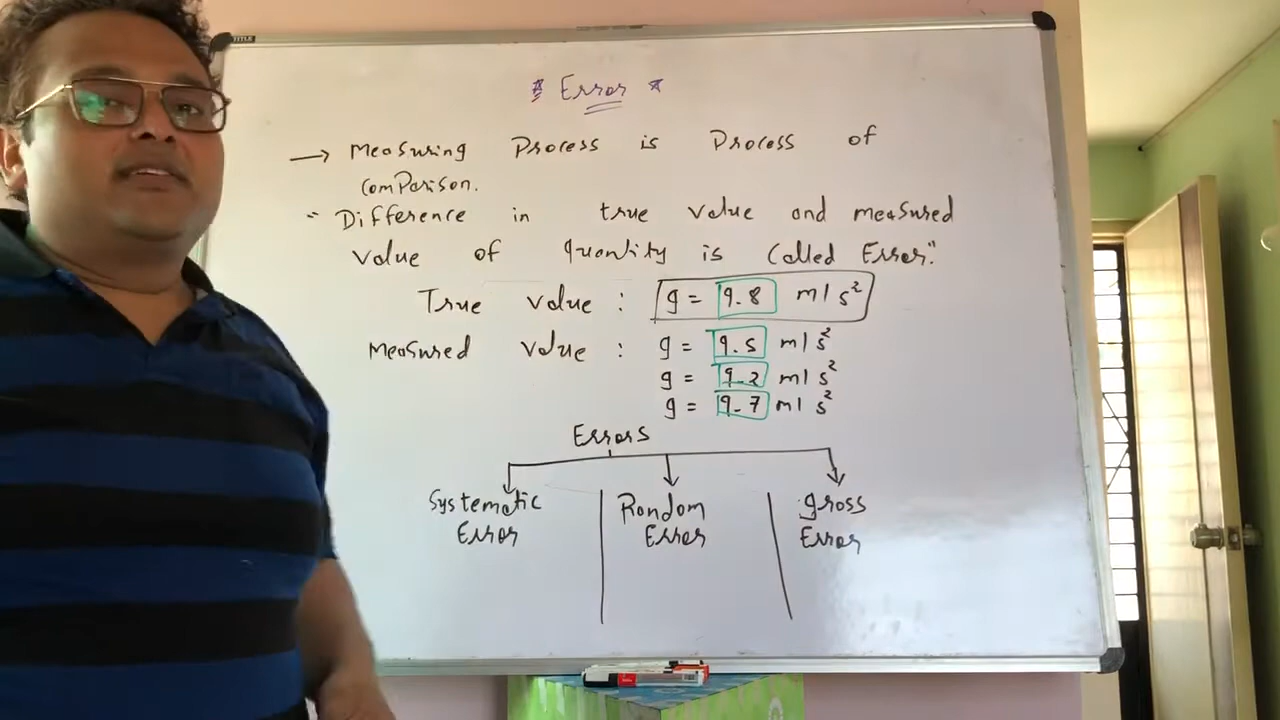 * Error *
→ Measuring Process is Process of
comParison.
" Difference in true value and measured
value of quantity is called Error."
True value : g = 9.8 m/s²
Measured value : g = 9.5 m/s²
g = 9.2 m/s²
g = 9.7 m/s²
Errors
Systematic Error
Random Error
gross Error